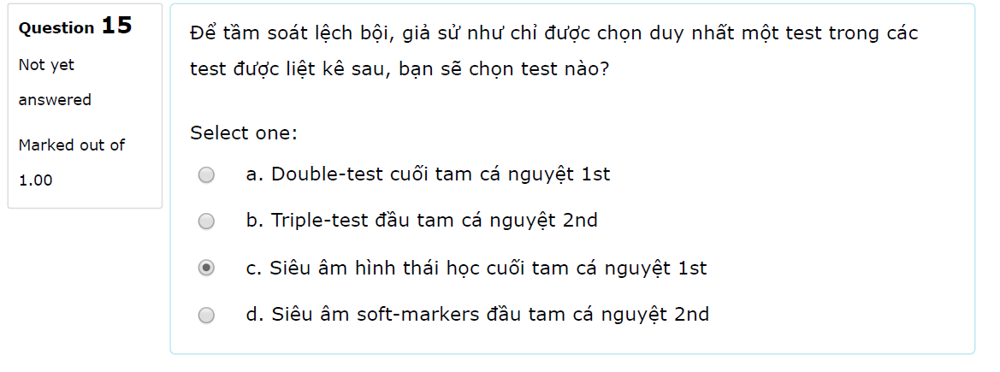 Question 15
Not yet
answered
Marked out of
1.00
Để tầm soát lệch bội, giả sử như chỉ được chọn duy nhất một test trong các
test được liệt kê sau, bạn sẽ chọn test nào?
Select one:
a. Double-test cuối tam cá nguyệt 1st
b. Triple-test đầu tam cá nguyệt 2nd
c. Siêu âm hình thái học cuối tam cá nguyệt 1st
d. Siêu âm soft-markers đầu tam cá nguyệt 2nd